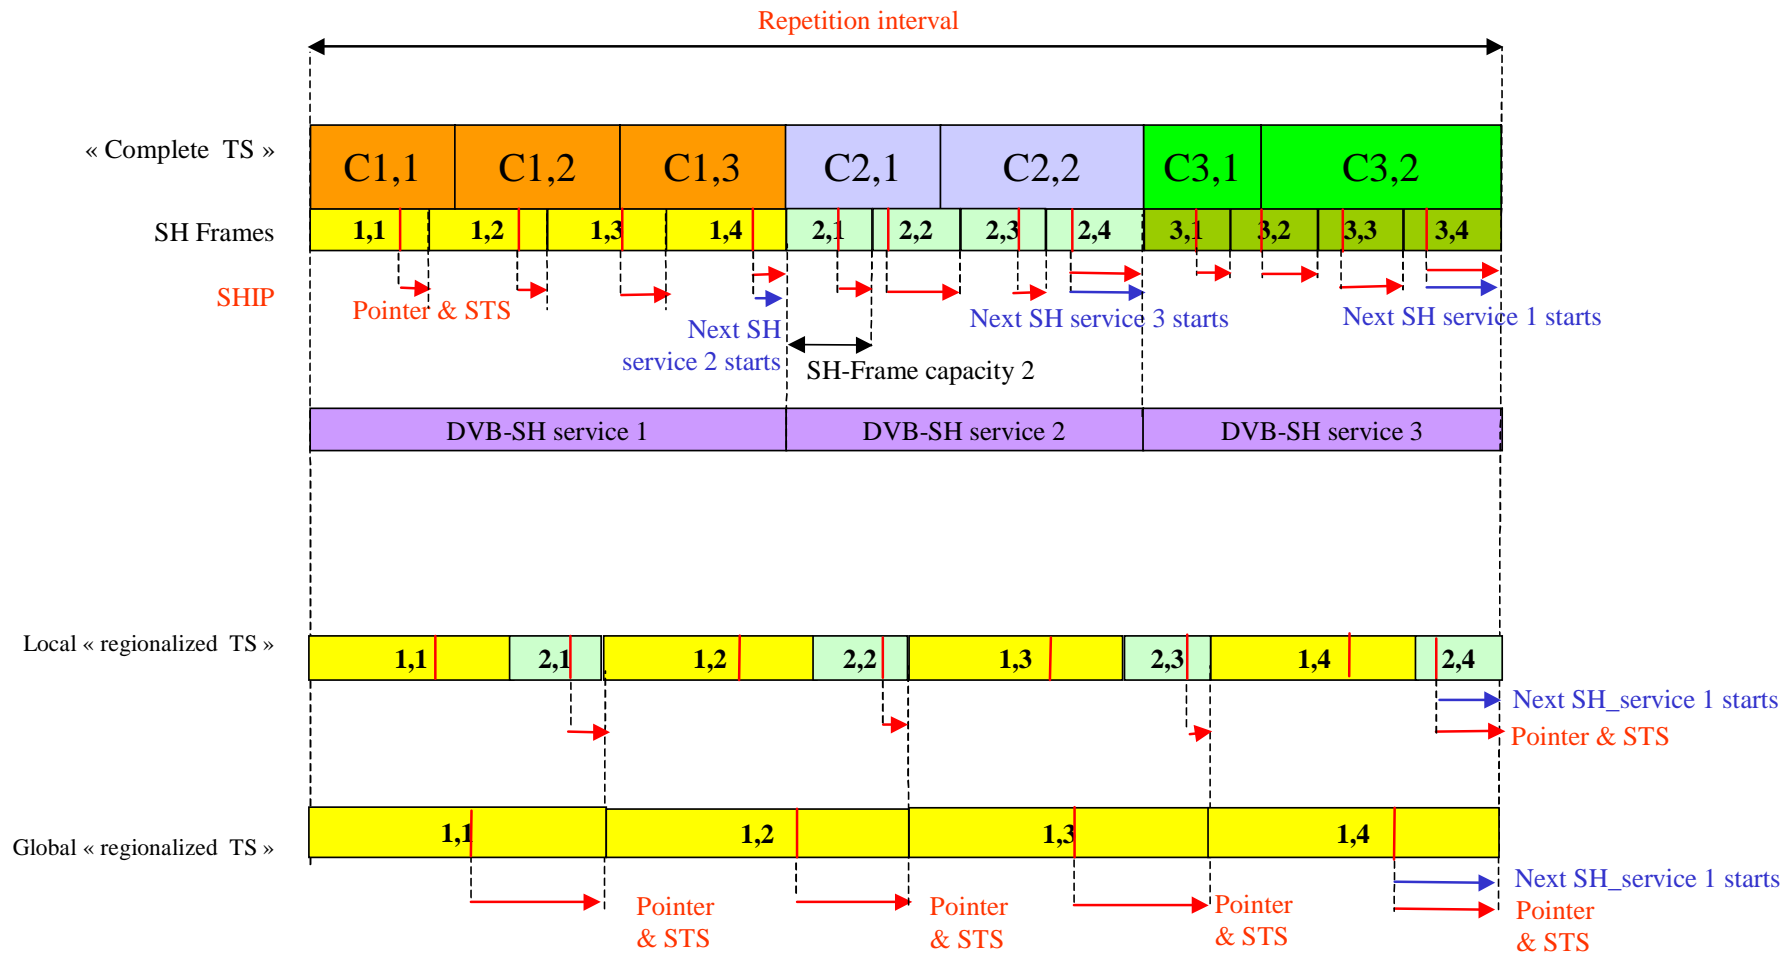 Repetition interval
« Complete TS »
C1,1 C1,2 C1,3 C2,1 C2,2 C3,1 C3,2
SH Frames
1,1 1,2 1,3 1,4 2,1 2,2 2,3 2,4 3,1 3,2 3,3 3,4
SHIP
Pointer & STS
Next SH
service 2 starts
Next SH service 3 starts
Next SH service 1 starts
SH-Frame capacity 2
DVB-SH service 1
DVB-SH service 2
DVB-SH service 3
Local « regionalized TS »
1,1 2,1 1,2 2,2 1,3 2,3 1,4 2,4
Next SH_service 1 starts
Pointer & STS
Global « regionalized TS »
1,1 1,2 1,3 1,4
Next SH_service 1 starts
Pointer
& STS
Pointer
& STS
Pointer
& STS
Pointer
& STS